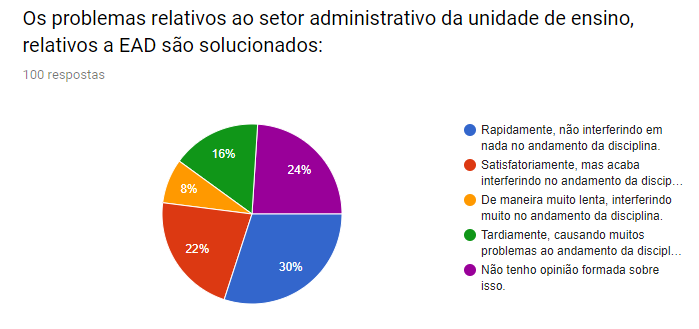 Os problemas relativos ao setor administrativo da unidade de ensino,
relativos a EAD são solucionados:
100 respostas
16%
24%
8%
22%
30%
Rapidamente, não interferindo em
nada no andamento da disciplina.
Satisfatoriamente, mas acaba
interferindo no andamento da discip...
De maneira muito lenta, interferindo
muito no andamento da disciplina.
Tardiamente, causando muitos
problemas ao andamento da discipl...
Não tenho opinião formada sobre
isso.